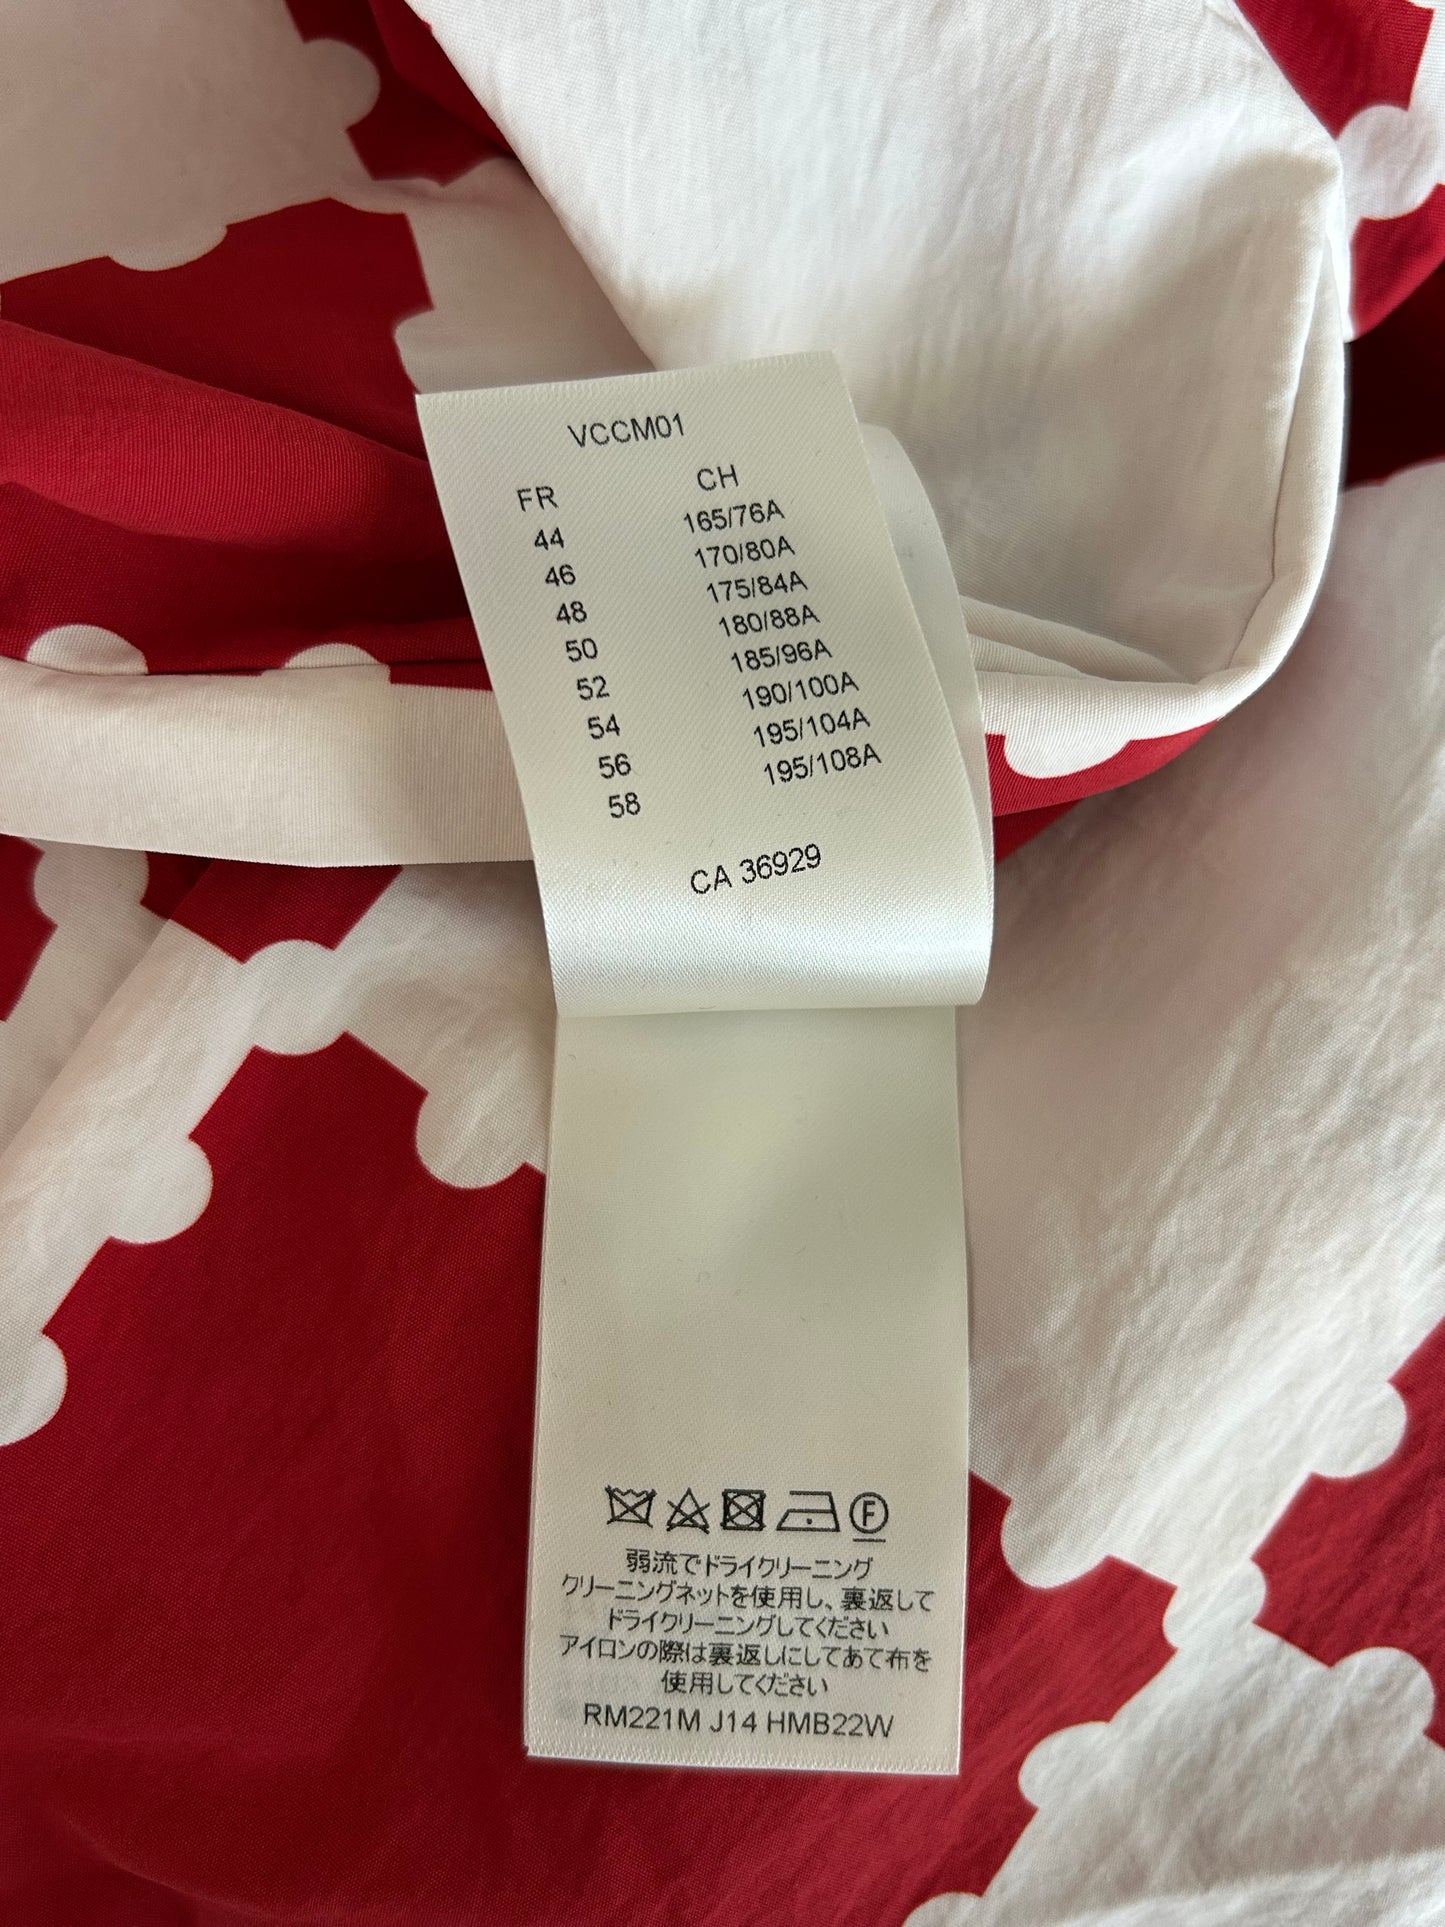 VCCM01
FR CH
44 165/76A
46 170/80A
48 175/84A
50 180/88A
52 185/96A
54 190/100A
56 195/104A
58 195/108A
CA 36929
F
弱流でドライクリーニング
クリーニングネットを使用し、裏返して
ドライクリーニングしてください
アイロンの際は裏返しにしてあて布を
使用してください
RM221M J14 HMB22W